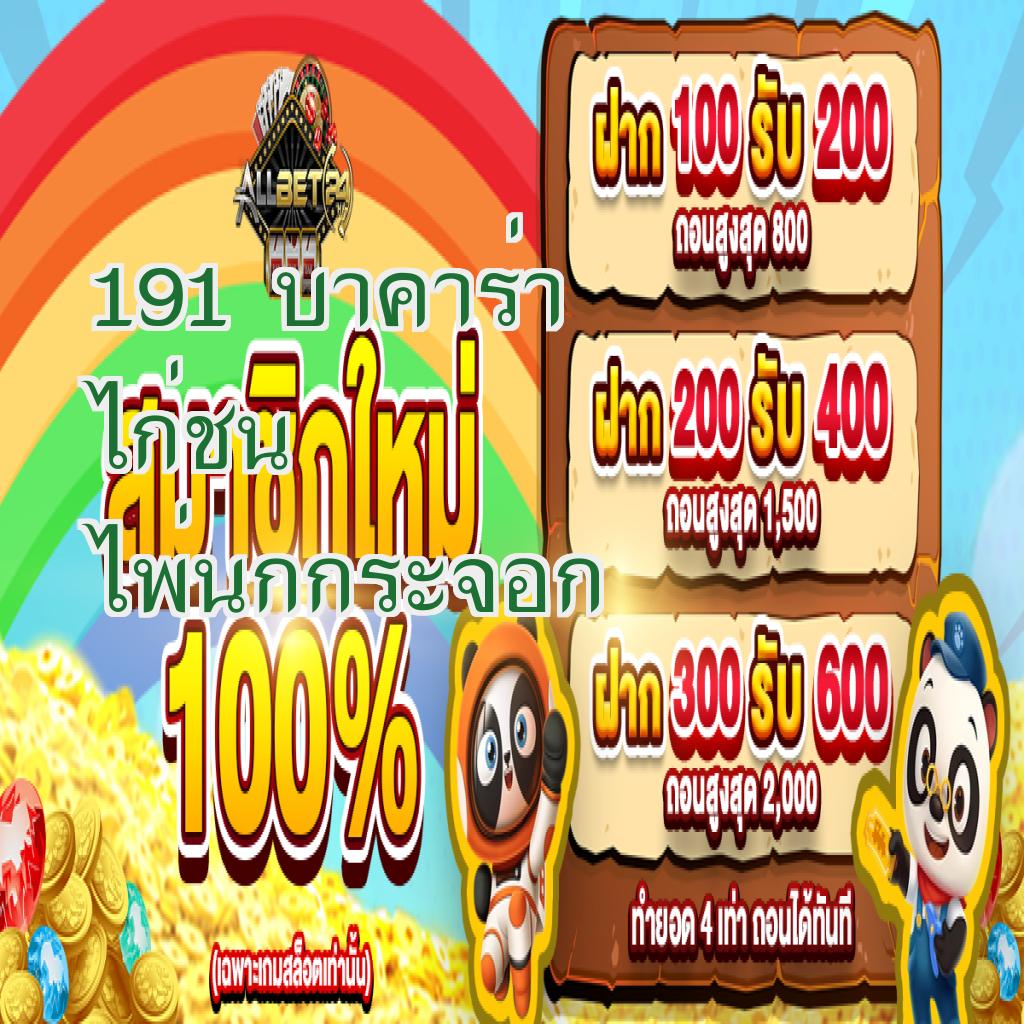 ALLBET24
191 บาคาร่า
ไก่ชน
ไพ่นกกระจอก
สมาชิกใหม่
100%
(เฉพาะเกมสล็อตเท่านั้น)
ฝาก 100 รับ 200
ถอนสูงสุด 800
ฝาก 200 รับ 400
ถอนสูงสุด 1,500
ฝาก 300 รับ 600
ถอนสูงสุด 2,000
ทำยอด 4 เท่า ถอนได้ทันที